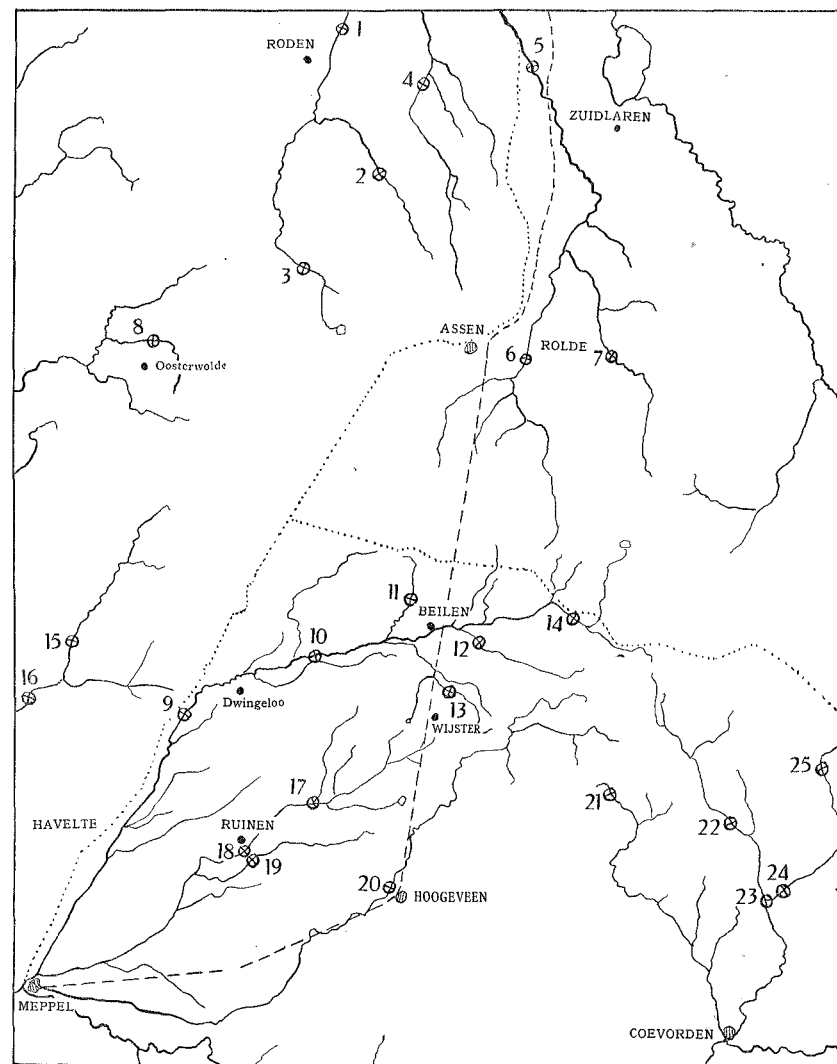 1
RODEN
5
4
ZUIDLAREN
2
3
8
ASSEN
Oosterwolde
6 ROLDE 7
11
BEILEN
14
10
12
15
16
Dwingeloo
13
9
WIJSTER
25
17
21
HAVELTE
RUINEN
22
18
19
20
HOOGEVEEN
24
23
MEPPEL
COEVORDEN